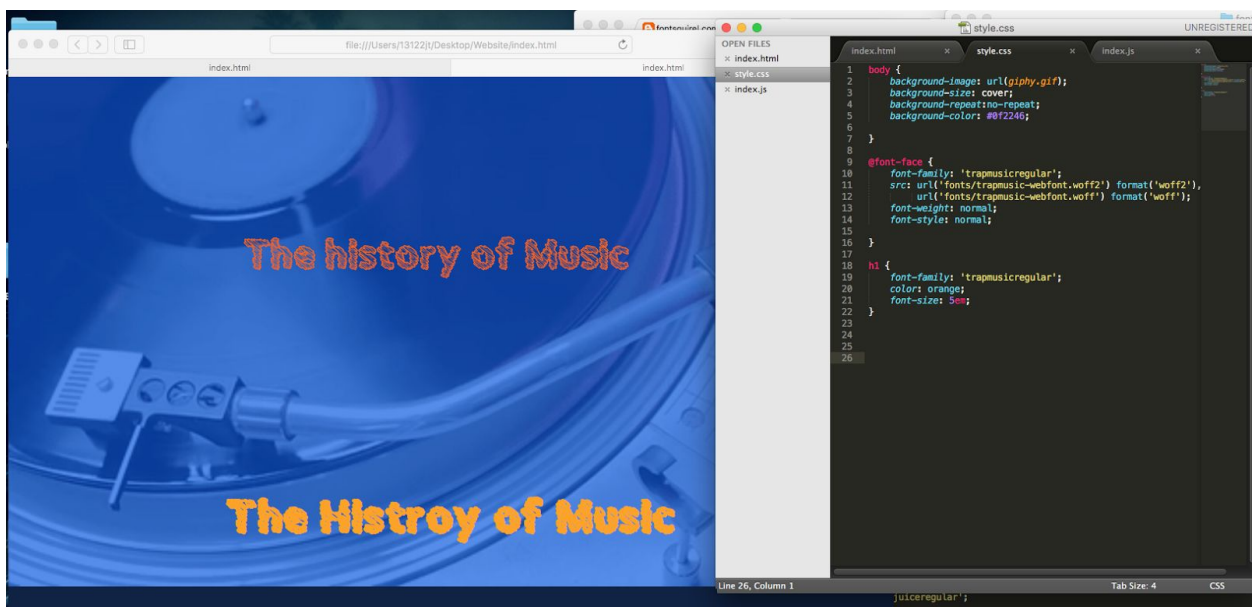 fontsquirrel.com
style.css
UNREGISTERED
file:///Users/13122jt/Desktop/Website/index.html
index.html
index.html
OPEN FILES
× index.html
× style.css
× index.js
index.html ×
style.css ×
index.js ×
1 body {
2 background-image: url(giphy.gif);
3 background-size: cover;
4 background-repeat:no-repeat;
5 background-color: #0f2246;
6
7 }
8
9 @font-face {
10 font-family: 'trapmusicregular';
11 src: url('fonts/trapmusic-webfont.woff2') format('woff2'),
12 url('fonts/trapmusic-webfont.woff') format('woff');
13 font-weight: normal;
14 font-style: normal;
15
16 }
17
18 h1 {
19 font-family: 'trapmusicregular';
20 color: orange;
21 font-size: 5em;
22 }
23
24
25
26
The history of Music
The Histroy of Music
Line 26, Column 1
Tab Size: 4
CSS
juiceregular';